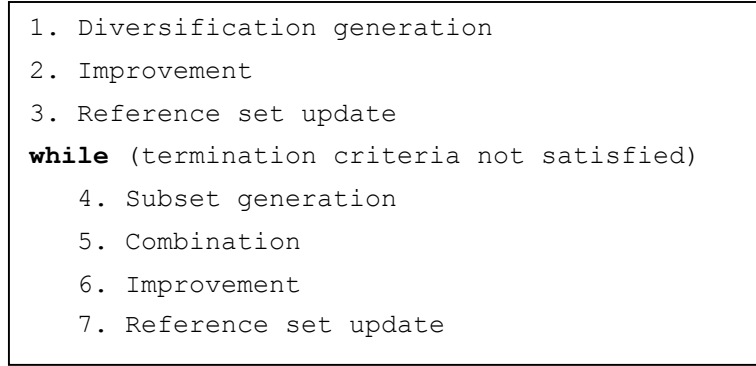 1. Diversification generation
2. Improvement
3. Reference set update
while (termination criteria not satisfied)
4. Subset generation
5. Combination
6. Improvement
7. Reference set update